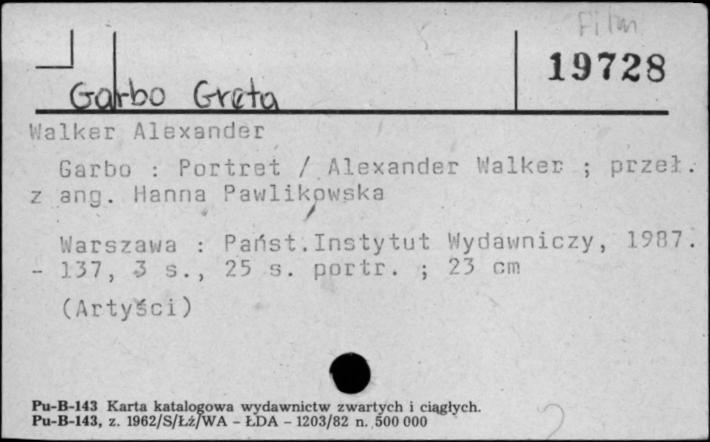 Film
19728
Garbo Greta
Walker Alexander
Garbo : Portret / Alexander Walker ; przeł.
z ang. Hanna Pawlikowska
Warszawa : Państ.Instytut Wydawniczy, 1987.
- 137, 3 s., 25 s. portr. ; 23 cm
(Artyści)
Pu-B-143 Karta katalogowa wydawnictw zwartych i ciągłych.
Pu-B-143, z. 1962/S/Łź/WA - ŁDA - 1203/82 n. 500 000